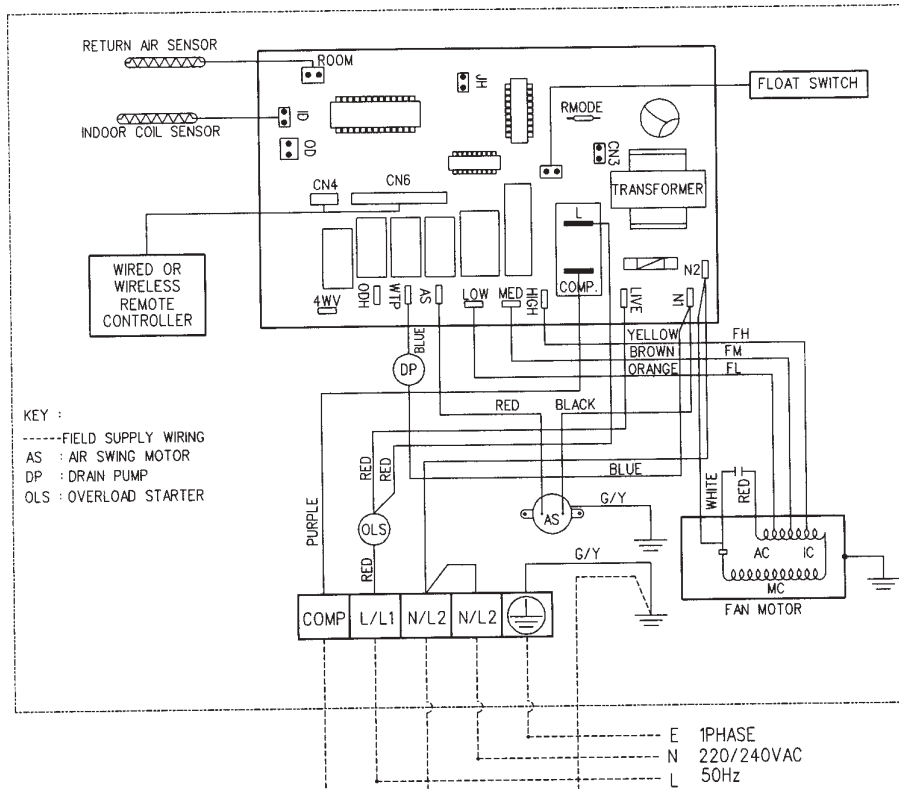 RETURN AIR SENSOR
ROOM
JH
FLOAT SWITCH
RMODE
ID
INDOOR COIL SENSOR
OD
CN3
CN4
CN6
TRANSFORMER
L
WIRED OR
WIRELESS
REMOTE
CONTROLLER
4WV
ODH
WTP
AS
LOW
MED
HIGH
COMP.
LIVE
N1
N2
BLUE
DP
YELLOW
FH
BROWN
FM
ORANGE
FL
RED
BLACK
KEY :
------FIELD SUPPLY WIRING
AS : AIR SWING MOTOR
DP : DRAIN PUMP
OLS : OVERLOAD STARTER
RED
RED
BLUE
PURPLE
OLS
RED
AS
G/Y
G/Y
WHITE
RED
AC
IC
MC
FAN MOTOR
COMP
L/L1
N/L2
N/L2
E 1PHASE
N 220/240VAC
L 50Hz